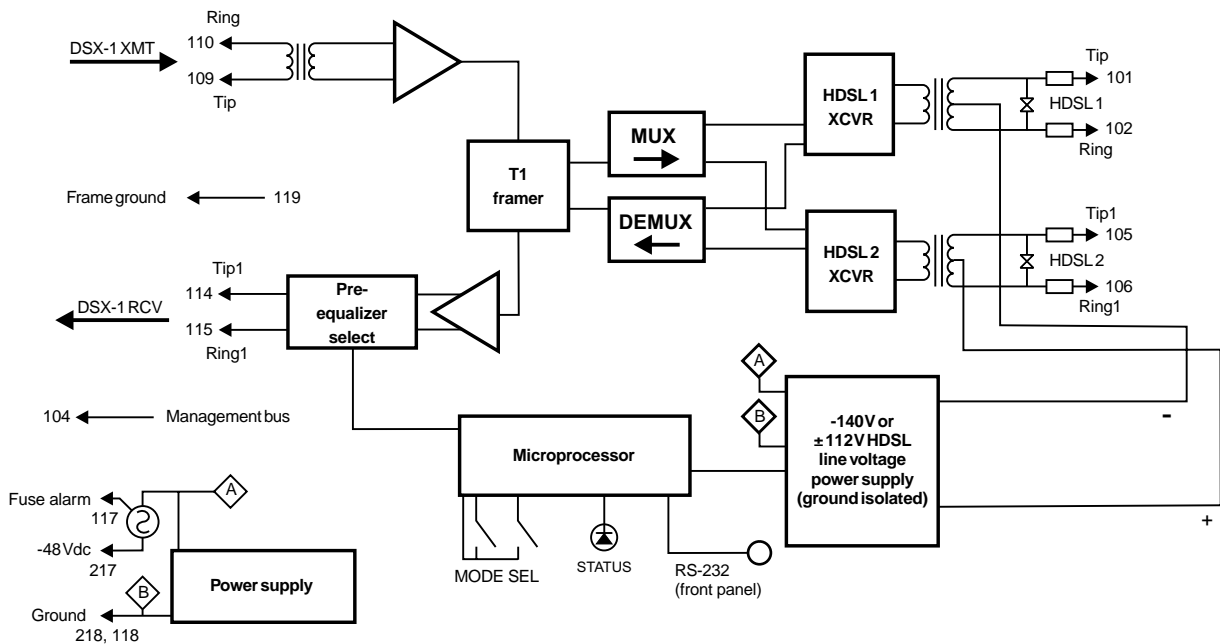 Ring
110
DSX-1 XMT
109
Tip
T1
framer
MUX
DEMUX
HDSL 1
XCVR
Tip
101
HDSL 1
102
Ring
HDSL 2
XCVR
Tip1
105
HDSL 2
106
Ring1
Frame ground
119
Tip1
114
DSX-1 RCV
115
Ring1
Pre-
equalizer
select
104
Management bus
Microprocessor
MODE SEL
STATUS
RS-232
(front panel)
A
B
-140V or
±112V HDSL
line voltage
power supply
(ground isolated)
-
+
Fuse alarm
117
A
-48 Vdc
217
B
Ground
218, 118
Power supply